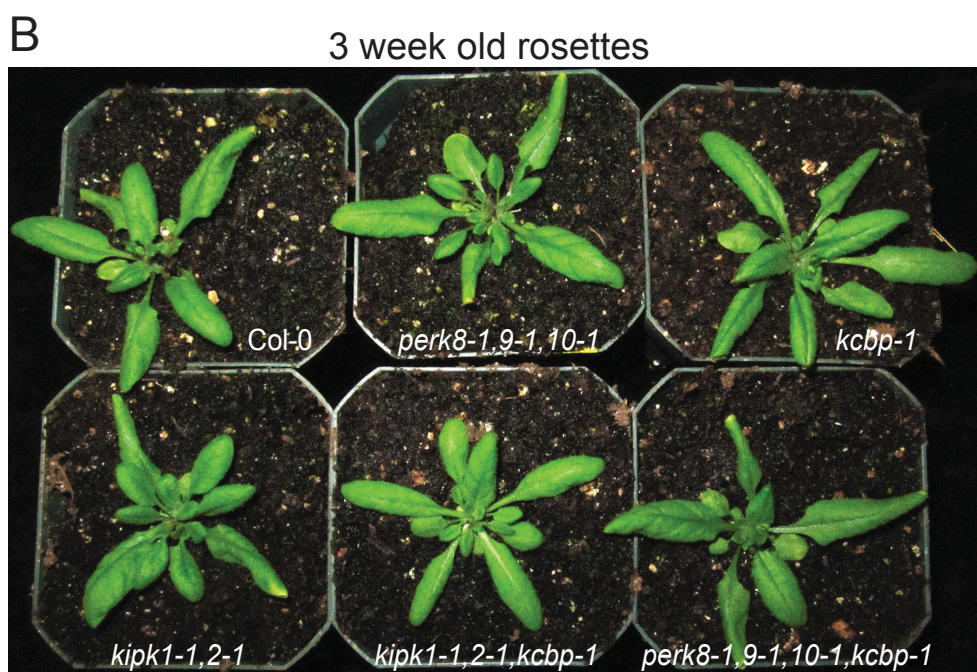 B
3 week old rosettes
Col-0
perk8-1,9-1,10-1
kcbp-1
kipk1-1,2-1
kipk1-1,2-1,kcbp-1
perk8-1,9-1,10-1.kcbp-1